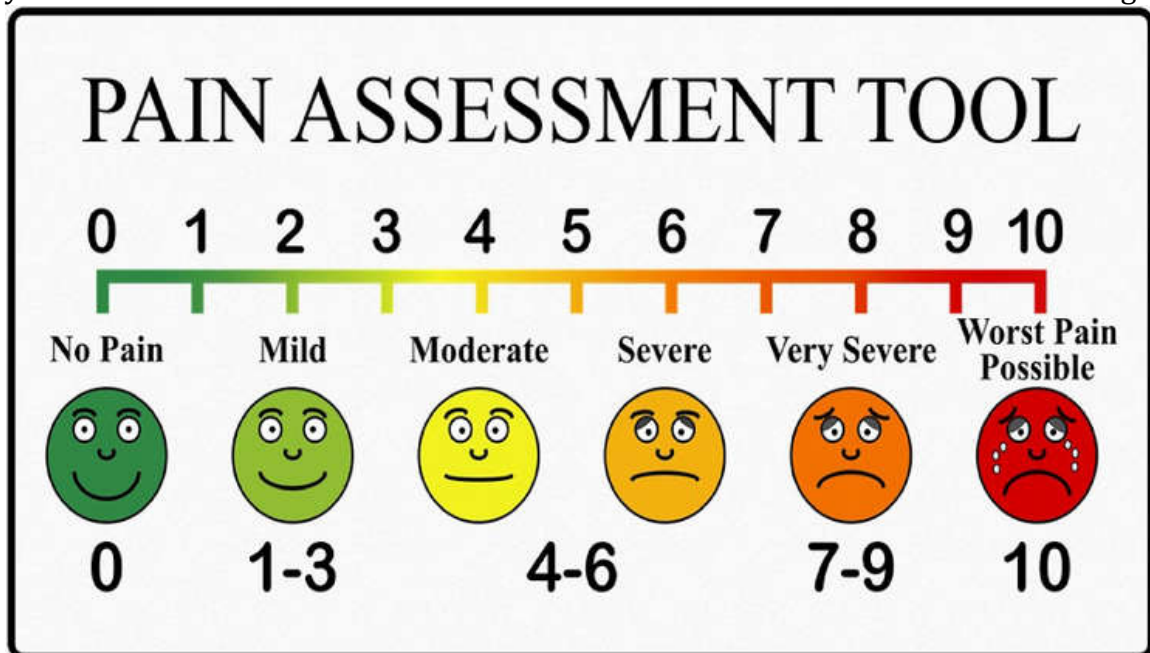 PAIN ASSESSMENT TOOL
0 1 2 3 4 5 6 7 8 9 10
No Pain Mild Moderate Severe Very Severe Worst Pain Possible
0 1-3 4-6 7-9 10